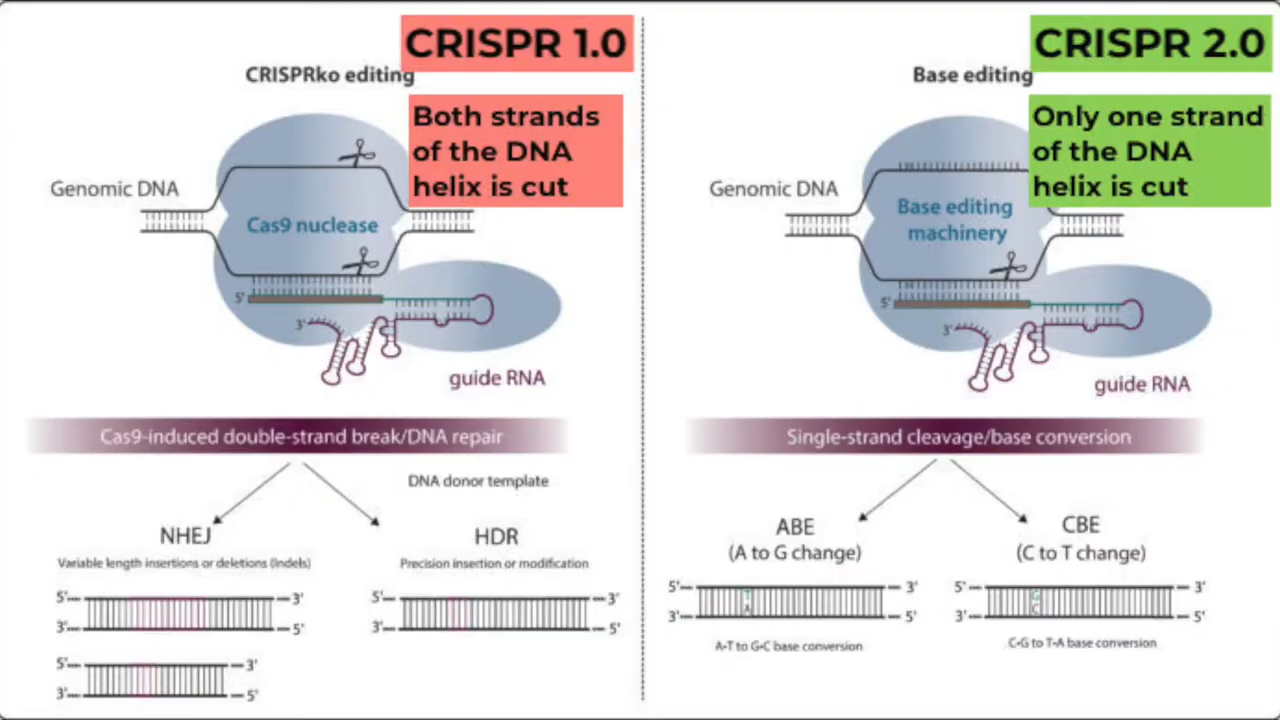 CRISPR 1.0
CRISPRko editing
Both strands
of the DNA
helix is cut
Genomic DNA
Cas9 nuclease
5'
3'
guide RNA
Cas9-induced double-strand break/DNA repair
DNA donor template
NHEJ
Variable length insertions or deletions (Indels)
5' 3'
3' 5'
5' 3'
3' 5'
HDR
Precision insertion or modification
5' 3'
3' 5'
CRISPR 2.0
Base editing
Only one strand
of the DNA
helix is cut
Genomic DNA
Base editing
machinery
5'
3'
guide RNA
Single-strand cleavage/base conversion
ABE
(A to G change)
5' 3'
T
A
3' 5'
A•T to G•C base conversion
CBE
(C to T change)
5' 3'
G
C
3' 5'
C•G to T•A base conversion